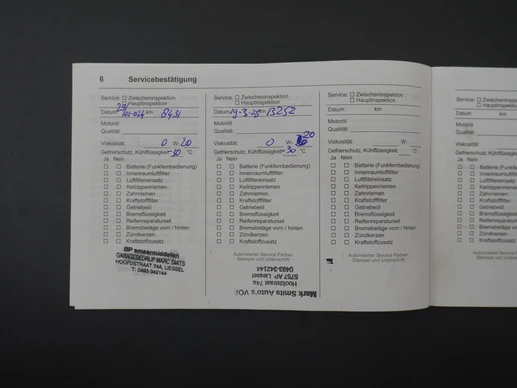 6 Servicebestätigung
Service: Zwischeninspektion
Hauptinspektion
Datum km 8431
Motoröl
Qualität
Viskosität 0 W- 20
Gefrierschutz, Kühlflüssigkeit -30 °C
Ja Nein
Batterie (Funkfernbedienung)
Innenraumluftfilter
Luftfiltereinsatz
Keilrippenriemen
Zahnriemen
Kraftstofffilter
Getriebeöl
Bremsflüssigkeit
Reifenreparaturset
Bremsbeläge vorn / hinten
Zündkerzen
Kraftstoffzusatz
BP smeermiddelen
GARAGEBEDRIJF MARC SMITS
HOOFDSTRAAT 74A, LIESSEL
T: 0493-342144
Service: Zwischeninspektion
Hauptinspektion
Datum km 13252
Motoröl
Qualität
Viskosität 0 W- 20
Gefrierschutz, Kühlflüssigkeit -30 °C
Ja Nein
Batterie (Funkfernbedienung)
Innenraumluftfilter
Luftfiltereinsatz
Keilrippenriemen
Zahnriemen
Kraftstofffilter
Getriebeöl
Bremsflüssigkeit
Reifenreparaturset
Bremsbeläge vorn / hinten
Zündkerzen
Kraftstoffzusatz
Autorisierter Service Partner
Stempel und Unterschrift
Mark Smits Auto's VOF
Hoofdstraat 74a
5757 AP Liessel
0493-342144
Service: Zwischeninspektion
Hauptinspektion
Datum km
Motoröl
Qualität
Viskosität W-
Gefrierschutz, Kühlflüssigkeit °C
Ja Nein
Batterie (Funkfernbedienung)
Innenraumluftfilter
Luftfiltereinsatz
Keilrippenriemen
Zahnriemen
Kraftstofffilter
Getriebeöl
Bremsflüssigkeit
Reifenreparaturset
Bremsbeläge vorn / hinten
Zündkerzen
Kraftstoffzusatz
Autorisierter Service Partner
Stempel und Unterschrift
Service:
Datum
Motoröl
Qualität
Viskosität
Ja Nein